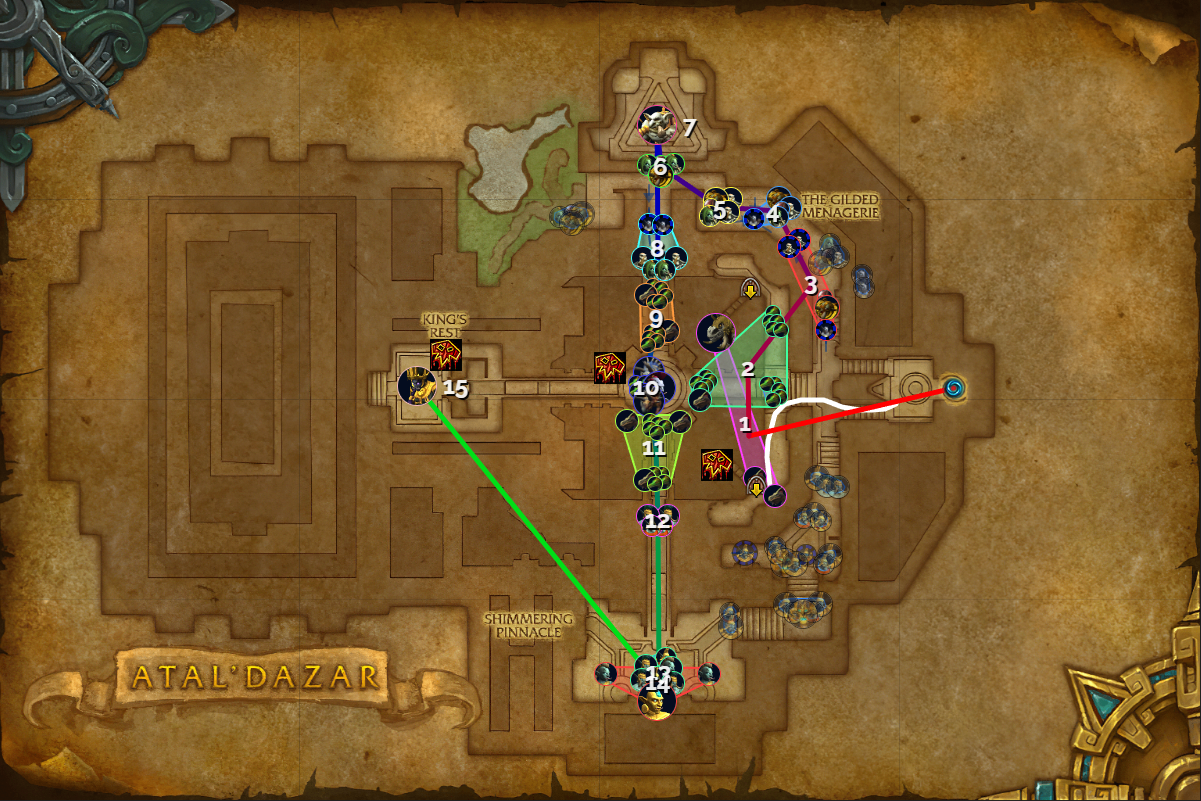 7
6
5
4
THE GILDED
MENAGERIE
8
3
9
KING'S
REST
2
10
15
1
11
12
SHIMMERING
PINNACLE
13
14
ATAL'DAZAR